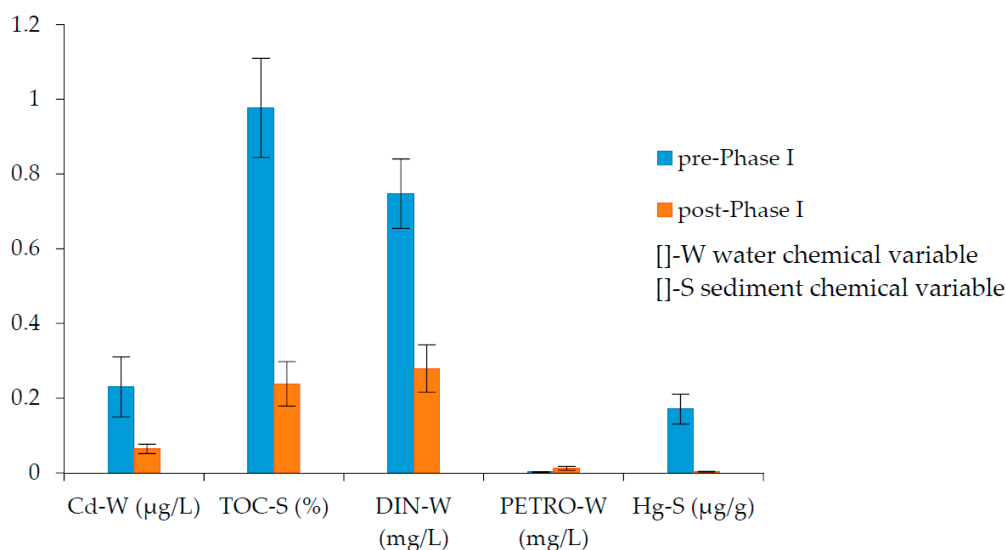 1.2
1
0.8
0.6
0.4
0.2
0
Cd-W (µg/L)
TOC-S (%)
DIN-W
(mg/L)
PETRO-W
(mg/L)
Hg-S (µg/g)
pre-Phase I
post-Phase I
[]-W water chemical variable
[]-S sediment chemical variable